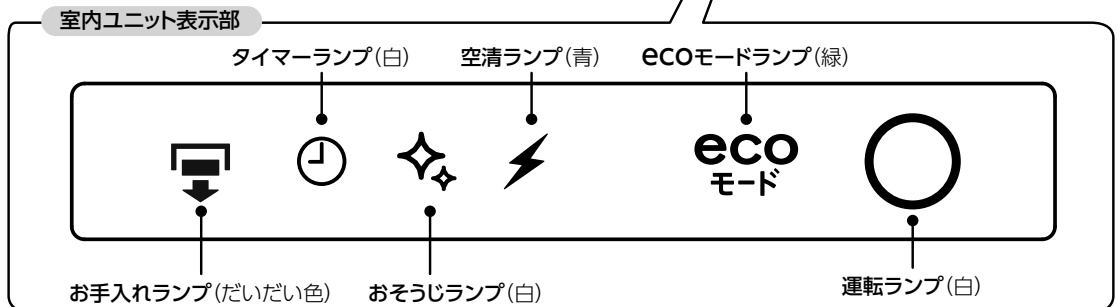 室内ユニット表示部
タイマーランプ(白)
空清ランプ(青)
ecoモードランプ(緑)
eco
モード
お手入れランプ(だいだい色)
おそうじランプ(白)
運転ランプ(白)